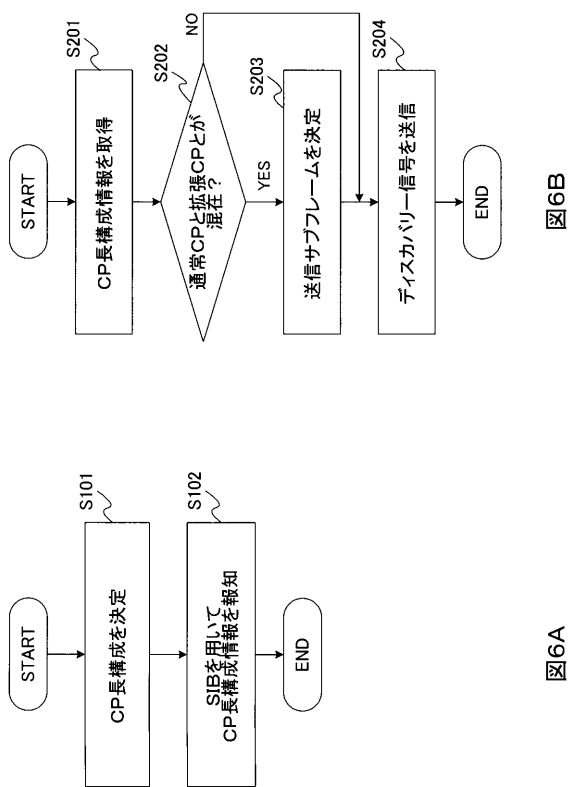 START
CP長構成を決定
S101
SIBを用いて
CP長構成情報を報知
S102
END
図6A
START
CP長構成情報を取得
S201
通常CPと拡張CPとが
混在?
S202
NO
YES
送信サブフレームを決定
S203
ディスカバリー信号を送信
S204
END
図6B